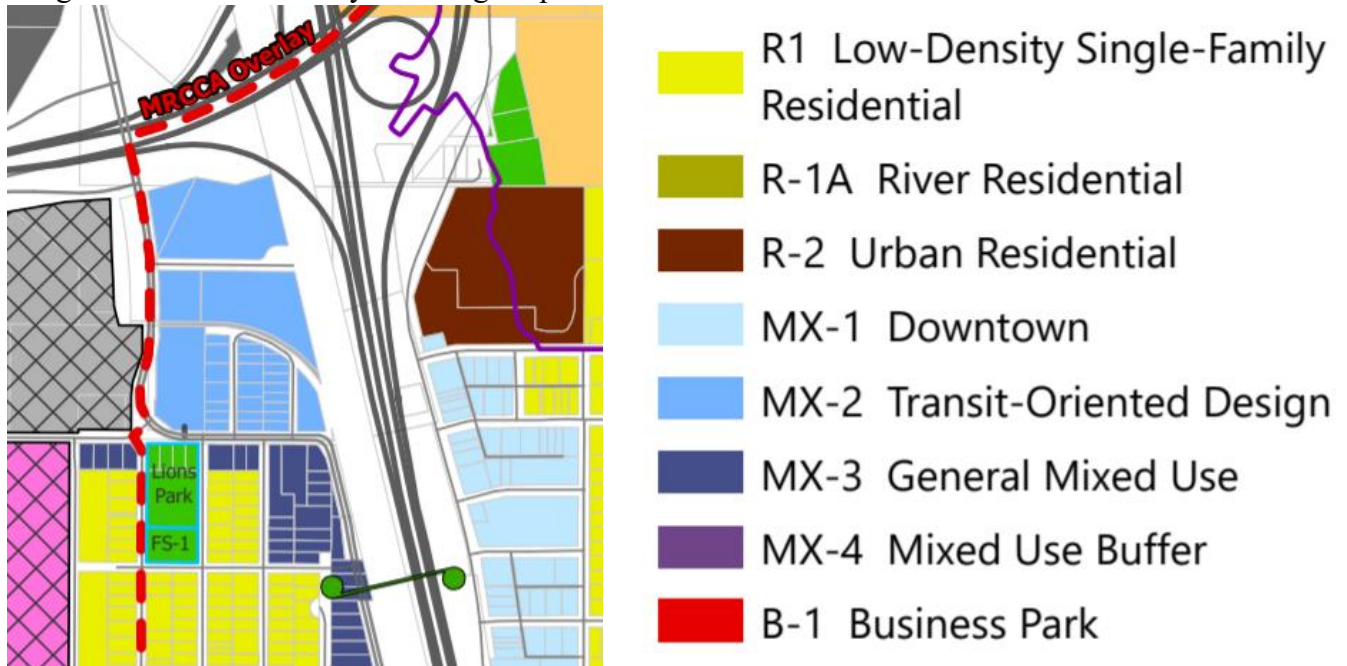 MRCCA Overlay
Lions
Park
FS-1
R1 Low-Density Single-Family
Residential
R-1A River Residential
R-2 Urban Residential
MX-1 Downtown
MX-2 Transit-Oriented Design
MX-3 General Mixed Use
MX-4 Mixed Use Buffer
B-1 Business Park